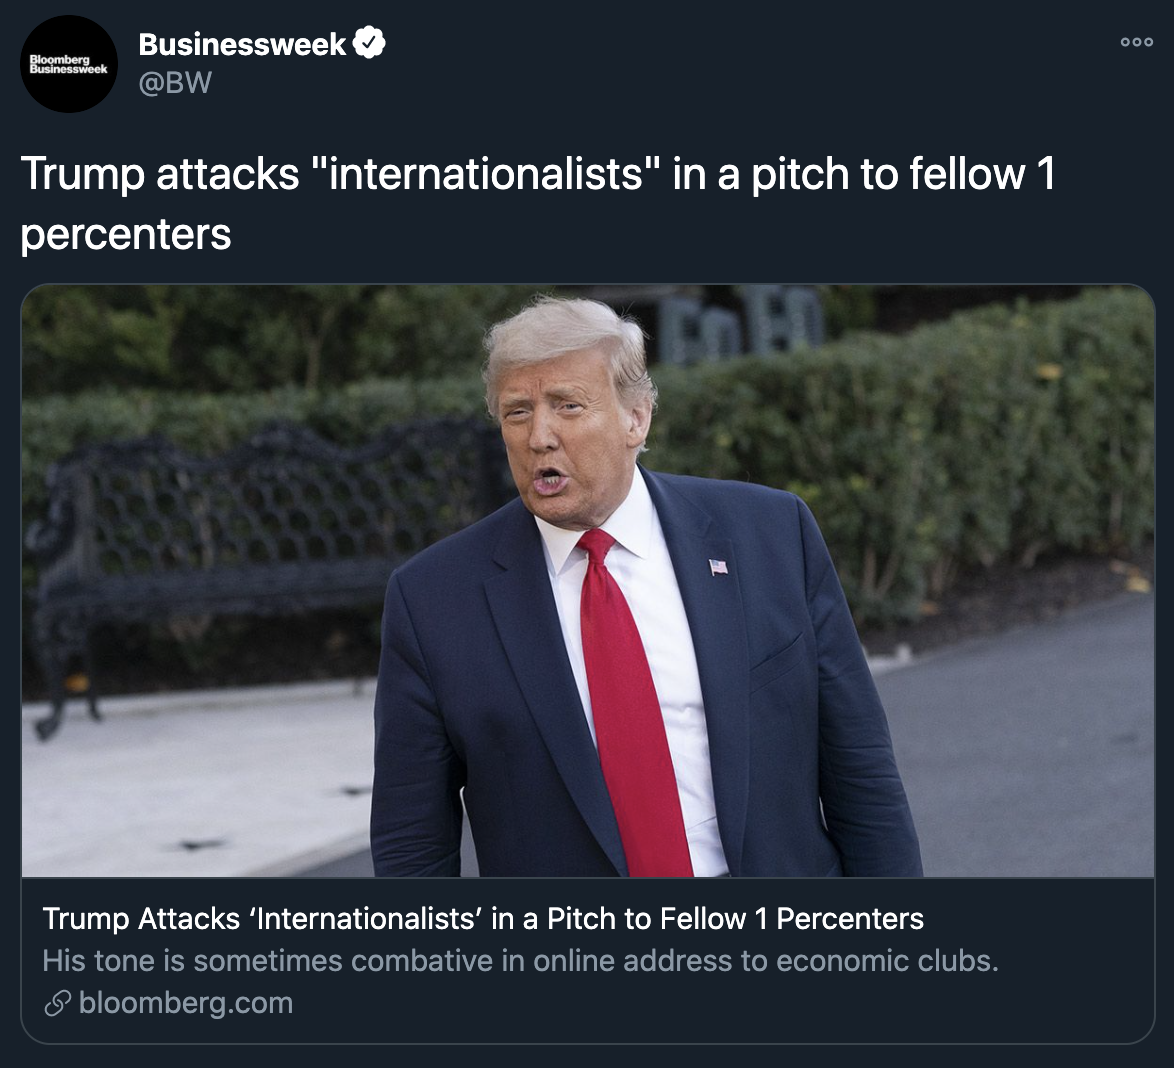 Bloomberg
Businessweek
Businessweek
@BW
Trump attacks "internationalists" in a pitch to fellow 1
percenters
Trump Attacks ‘Internationalists’ in a Pitch to Fellow 1 Percenters
His tone is sometimes combative in online address to economic clubs.
bloomberg.com